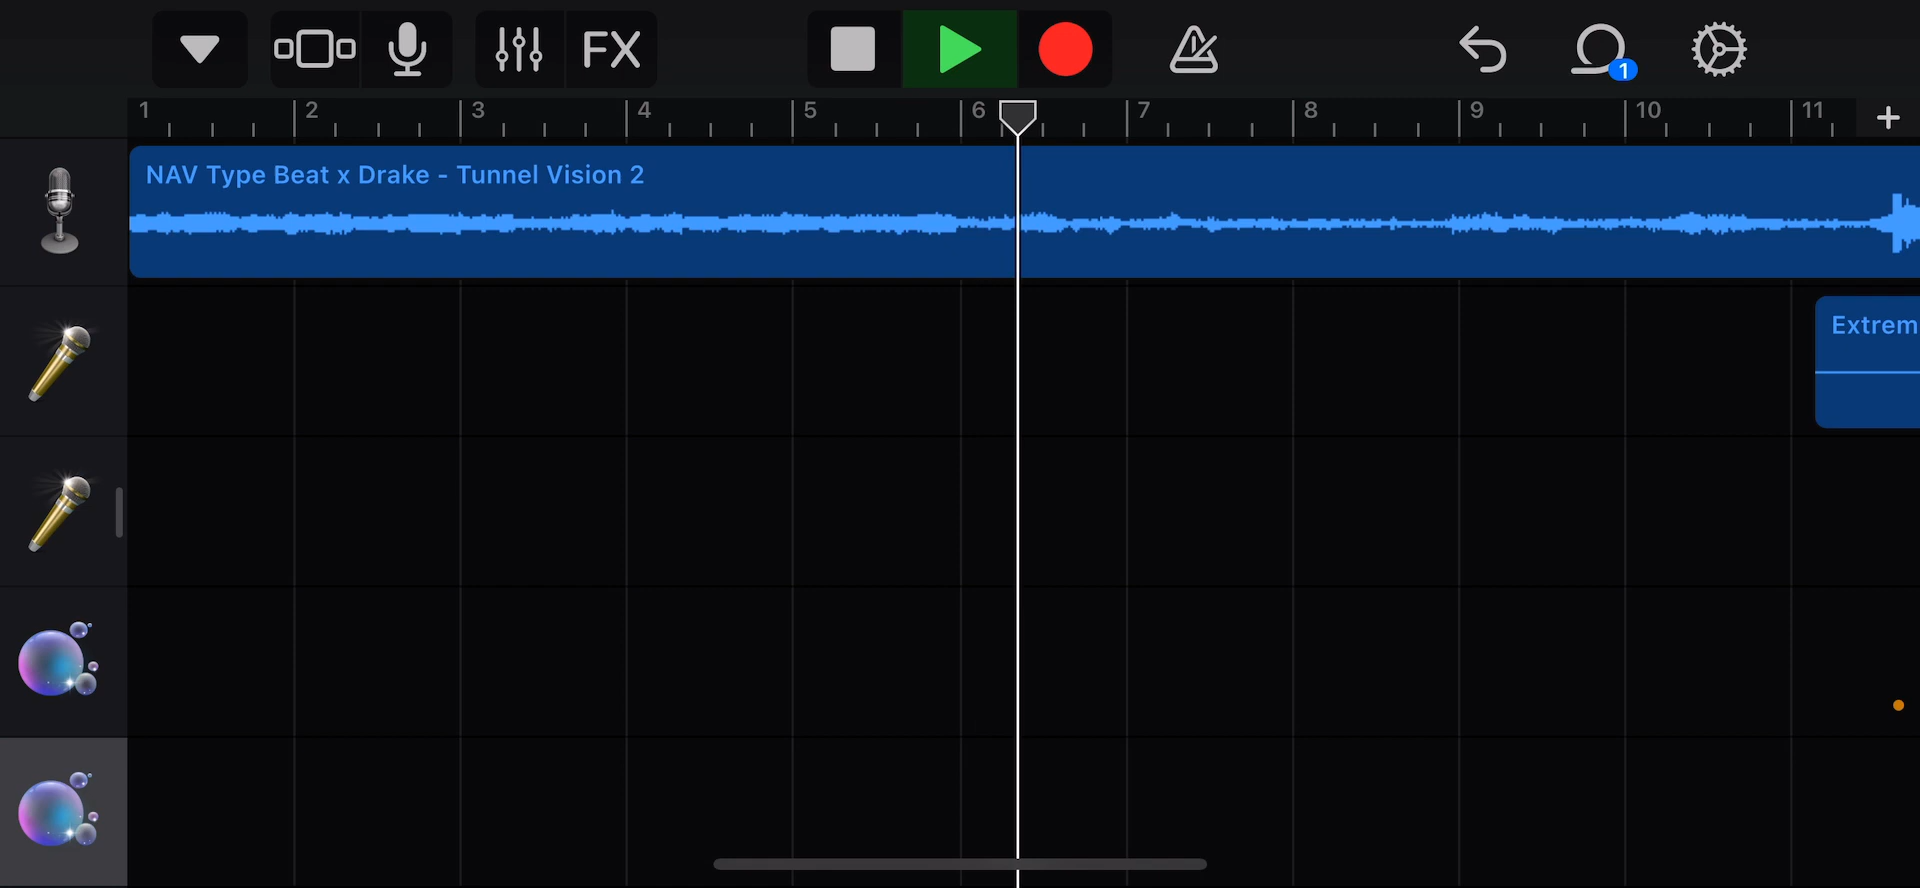 FX
1
1 2 3 4 5 6 7 8 9 10 11
NAV Type Beat x Drake - Tunnel Vision 2
Extrem